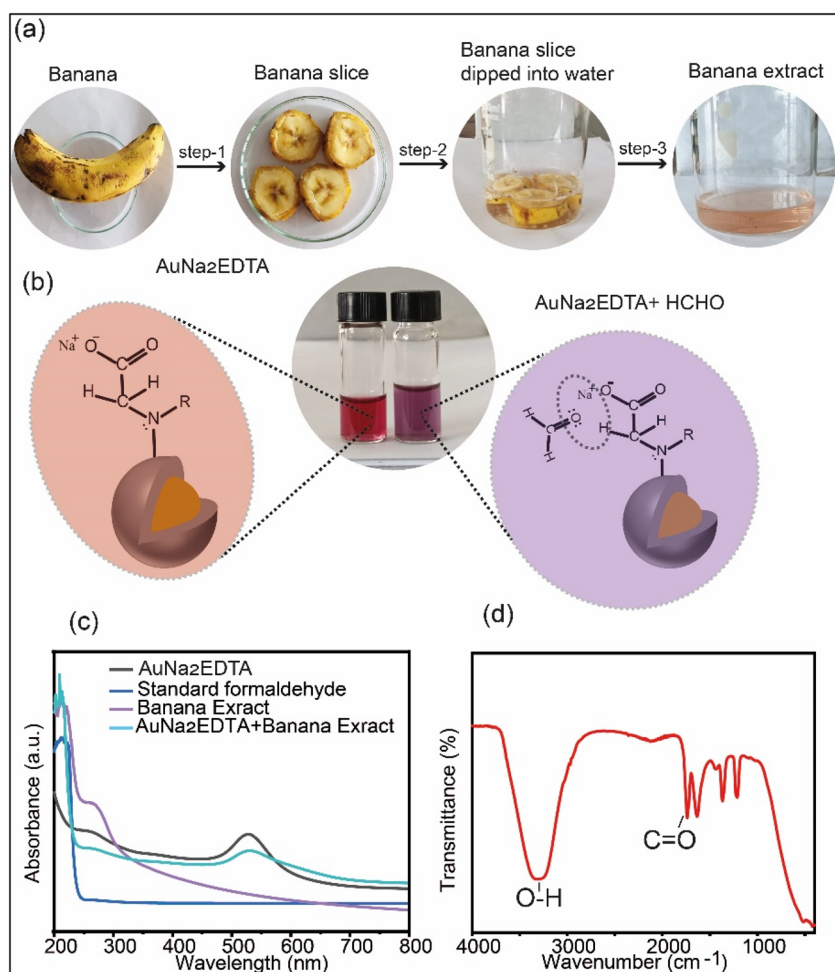 (a)
Banana
Banana slice
Banana slice
dipped into water
Banana extract
step-1
step-2
step-3
(b)
AuNa2EDTA
AuNa2EDTA+ HCHO
Na+ O- O
H H
C
C
N R
H C O H
Na+ O- O
H H
C
C
N R
(c)
AuNa2EDTA
Standard formaldehyde
Banana Exract
AuNa2EDTA+Banana Exract
Absorbance (a.u.)
200 300 400 500 600 700 800
Wavelength (nm)
(d)
Transmittance (%)
C=O
O-H
4000 3000 2000 1000
Wavenumber (cm-1)